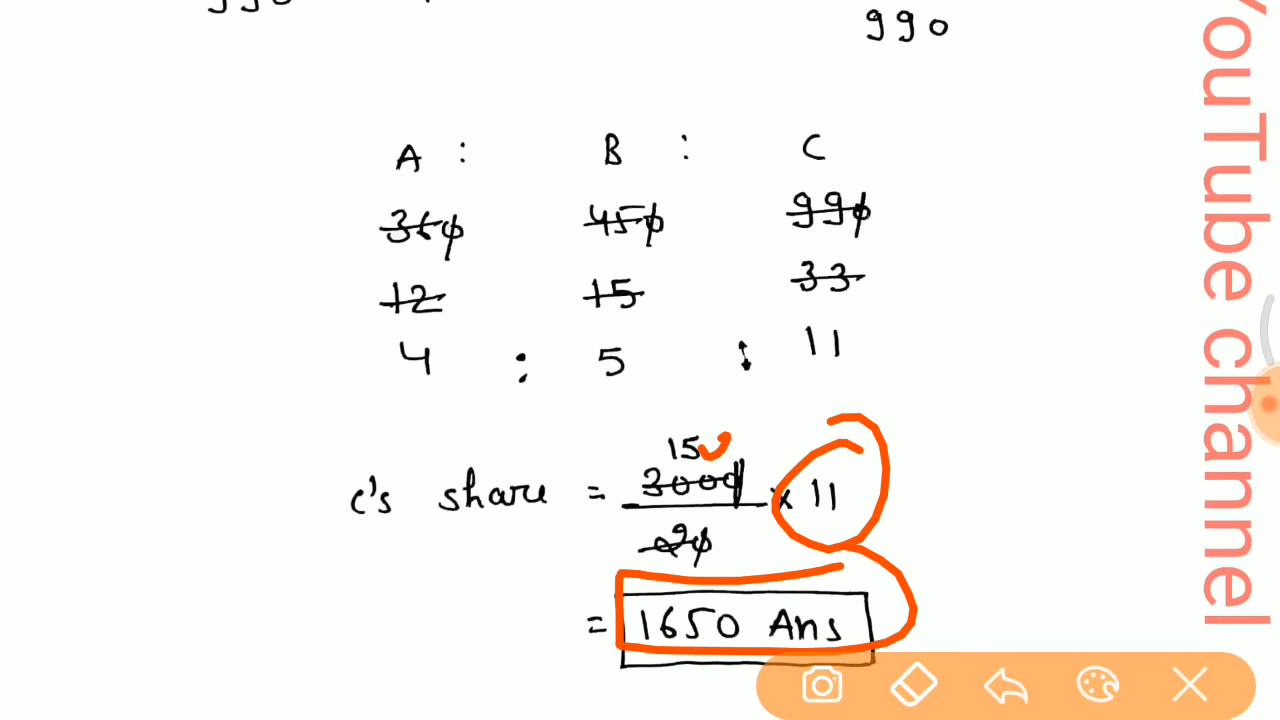 990
A : B : C
360 450 990
12 15 33
4 : 5 : 11
15
c's share = 3000 × 11
20
= 1650 Ans
YouTube channel